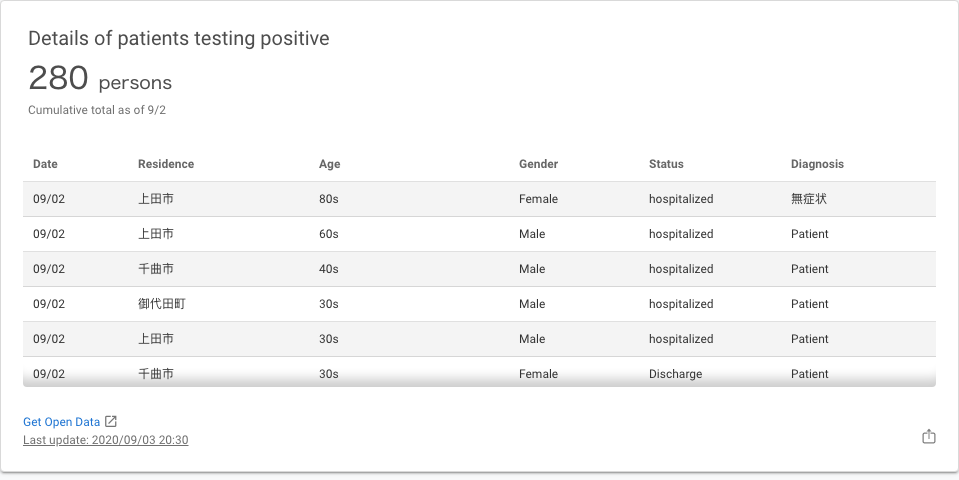 Details of patients testing positive
280 persons
Cumulative total as of 9/2
Date Residence Age Gender Status Diagnosis
09/02 上田市 80s Female hospitalized 無症状
09/02 上田市 60s Male hospitalized Patient
09/02 千曲市 40s Male hospitalized Patient
09/02 御代田町 30s Male hospitalized Patient
09/02 上田市 30s Male hospitalized Patient
09/02 千曲市 30s Female Discharge Patient
Get Open Data
Last update: 2020/09/03 20:30